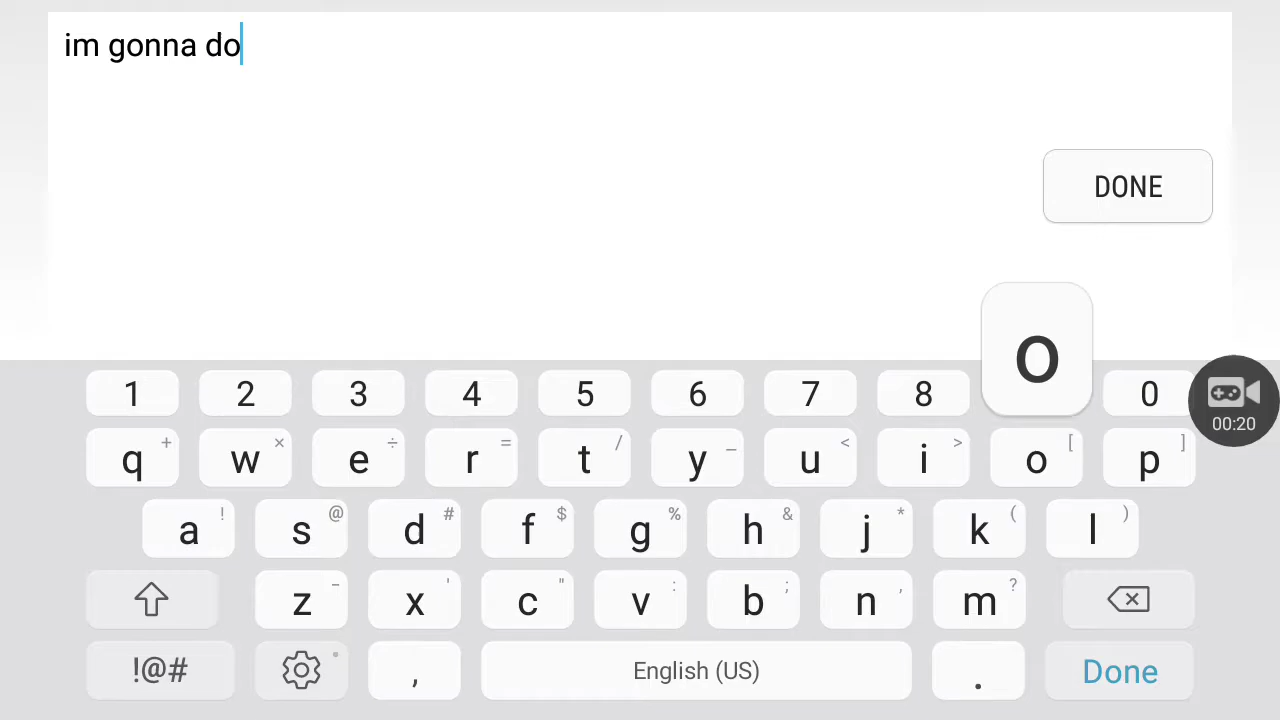 im gonna do
DONE
o
1 2 3 4 5 6 7 8 0
00:20
q + w × e ÷ r = t / y _ u < i > o [ p ]
a ! s @ d # f $ g % h & j * k ( l )
z - x ' c " v : b ; n , m ?
!@# , English (US) . Done